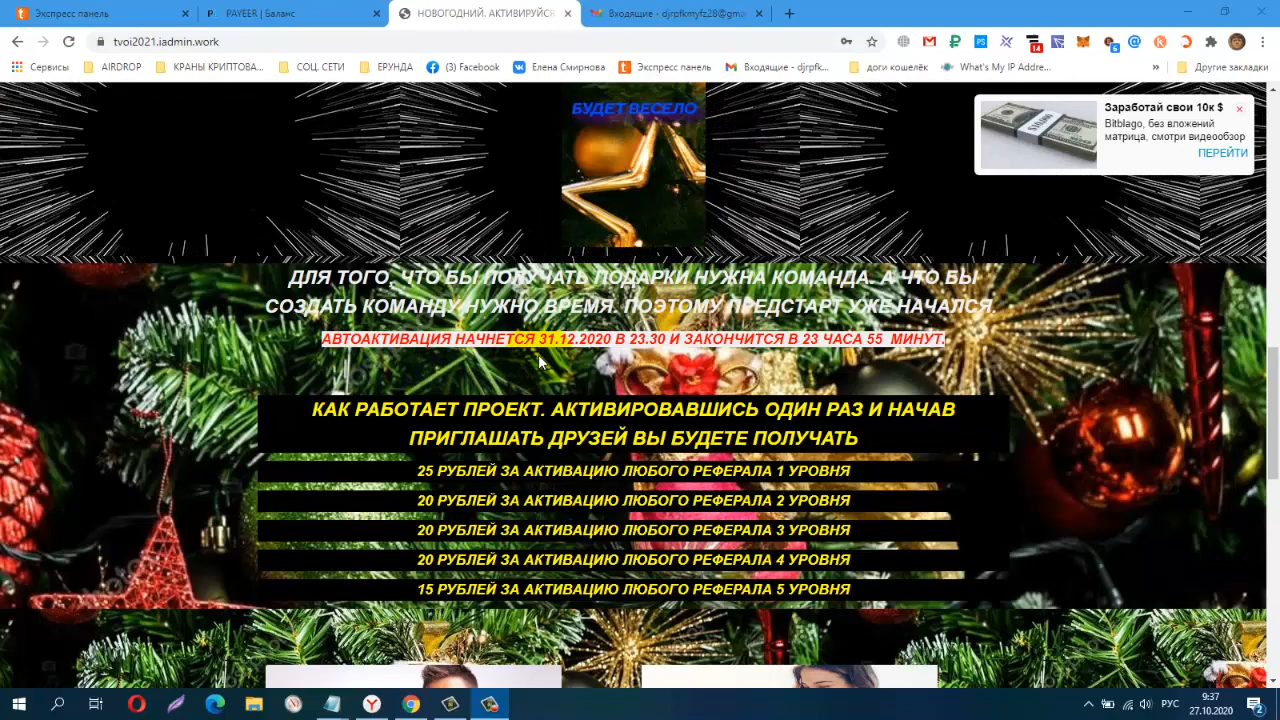 Экспресс панель
PAYEER | Баланс
НОВОГОДНИЙ. АКТИВИРУЙСЯ
Входящие - djrpfkmyfz28@gma
tvoi2021.iadmin.work
Сервисы
AIRDROP
КРАНЫ КРИПТОВА...
СОЦ. СЕТИ
ЕРУНДА
(3) Facebook
Елена Смирнова
Экспресс панель
Входящие - djrpfk...
доги кошелёк
What's My IP Addre...
»
Другие закладки
БУДЕТ ВЕСЕЛО
Заработай свои 10к $
Bitblago, без вложений
матрица, смотри видеообзор
ПЕРЕЙТИ
ДЛЯ ТОГО, ЧТО БЫ ПОЛУЧАТЬ ПОДАРКИ НУЖНА КОМАНДА. А ЧТО БЫ
СОЗДАТЬ КОМАНДУ НУЖНО ВРЕМЯ. ПОЭТОМУ ПРЕДСТАРТ УЖЕ НАЧАЛСЯ.
АВТОАКТИВАЦИЯ НАЧНЕТСЯ 31.12.2020 В 23.30 И ЗАКОНЧИТСЯ В 23 ЧАСА 55 МИНУТ.
КАК РАБОТАЕТ ПРОЕКТ. АКТИВИРОВАВШИСЬ ОДИН РАЗ И НАЧАВ
ПРИГЛАШАТЬ ДРУЗЕЙ ВЫ БУДЕТЕ ПОЛУЧАТЬ
25 РУБЛЕЙ ЗА АКТИВАЦИЮ ЛЮБОГО РЕФЕРАЛА 1 УРОВНЯ
20 РУБЛЕЙ ЗА АКТИВАЦИЮ ЛЮБОГО РЕФЕРАЛА 2 УРОВНЯ
20 РУБЛЕЙ ЗА АКТИВАЦИЮ ЛЮБОГО РЕФЕРАЛА 3 УРОВНЯ
20 РУБЛЕЙ ЗА АКТИВАЦИЮ ЛЮБОГО РЕФЕРАЛА 4 УРОВНЯ
15 РУБЛЕЙ ЗА АКТИВАЦИЮ ЛЮБОГО РЕФЕРАЛА 5 УРОВНЯ
РУС
9:37
27.10.2020